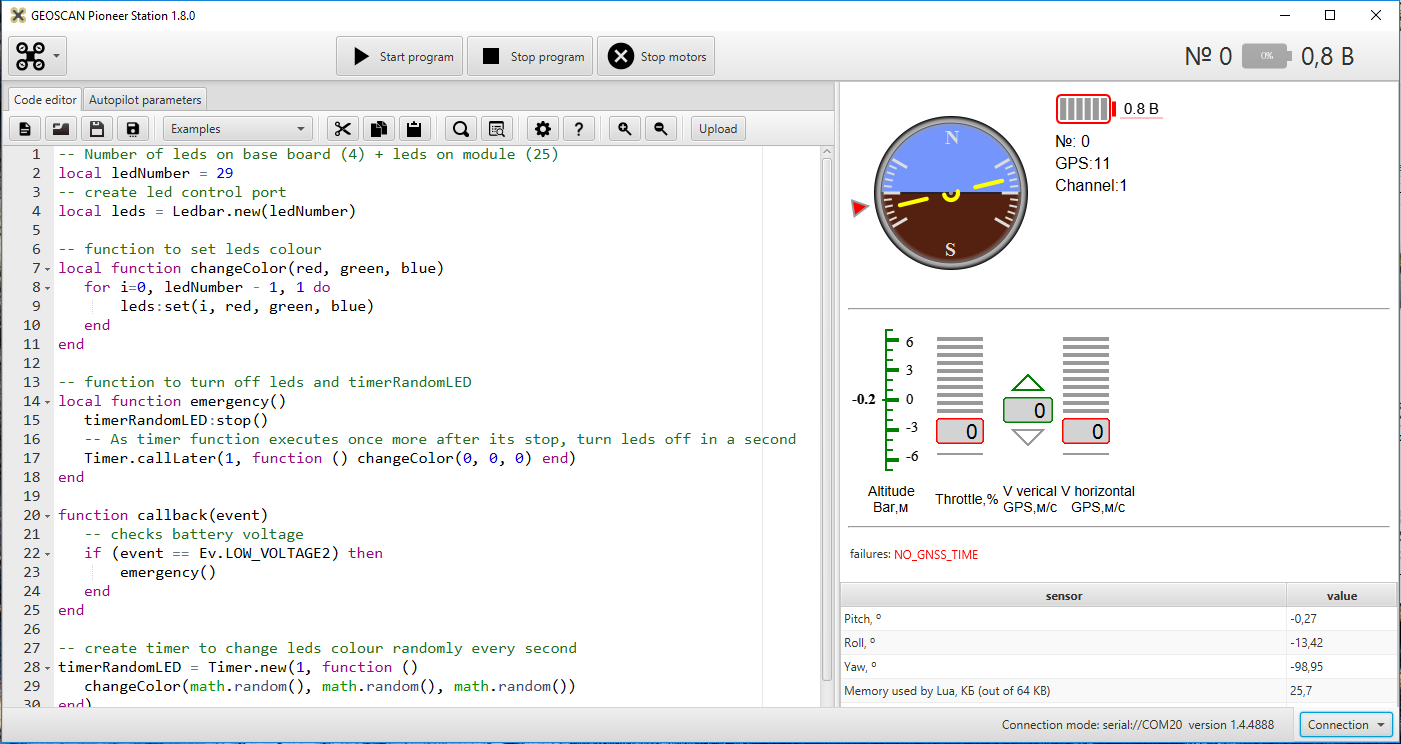 GEOSCAN Pioneer Station 1.8.0
Start program
Stop program
Stop motors
№ 0
0%
0,8 В
Code editor
Autopilot parameters
Examples
?
Upload
1 -- Number of leds on base board (4) + leds on module (25)
2 local ledNumber = 29
3 -- create led control port
4 local leds = Ledbar.new(ledNumber)
5
6 -- function to set leds colour
7 local function changeColor(red, green, blue)
8 for i=0, ledNumber - 1, 1 do
9 leds:set(i, red, green, blue)
10 end
11 end
12
13 -- function to turn off leds and timerRandomLED
14 local function emergency()
15 timerRandomLED:stop()
16 -- As timer function executes once more after its stop, turn leds off in a second
17 Timer.callLater(1, function () changeColor(0, 0, 0) end)
18 end
19
20 function callback(event)
21 -- checks battery voltage
22 if (event == Ev.LOW_VOLTAGE2) then
23 emergency()
24 end
25 end
26
27 -- create timer to change leds colour randomly every second
28 timerRandomLED = Timer.new(1, function ()
29 changeColor(math.random(), math.random(), math.random())
30 end)
N
S
0.8 В
№: 0
GPS:11
Channel:1
6
3
-0.2
0
-3
-6
0
0
0
Altitude
Bar,м
Throttle,%
V verical
GPS,м/с
V horizontal
GPS,м/с
failures: NO_GNSS_TIME
sensor value
Pitch, º -0,27
Roll, º -13,42
Yaw, º -98,95
Memory used by Lua, КБ (out of 64 KB) 25,7
Connection mode: serial://COM20 version 1.4.4888
Connection